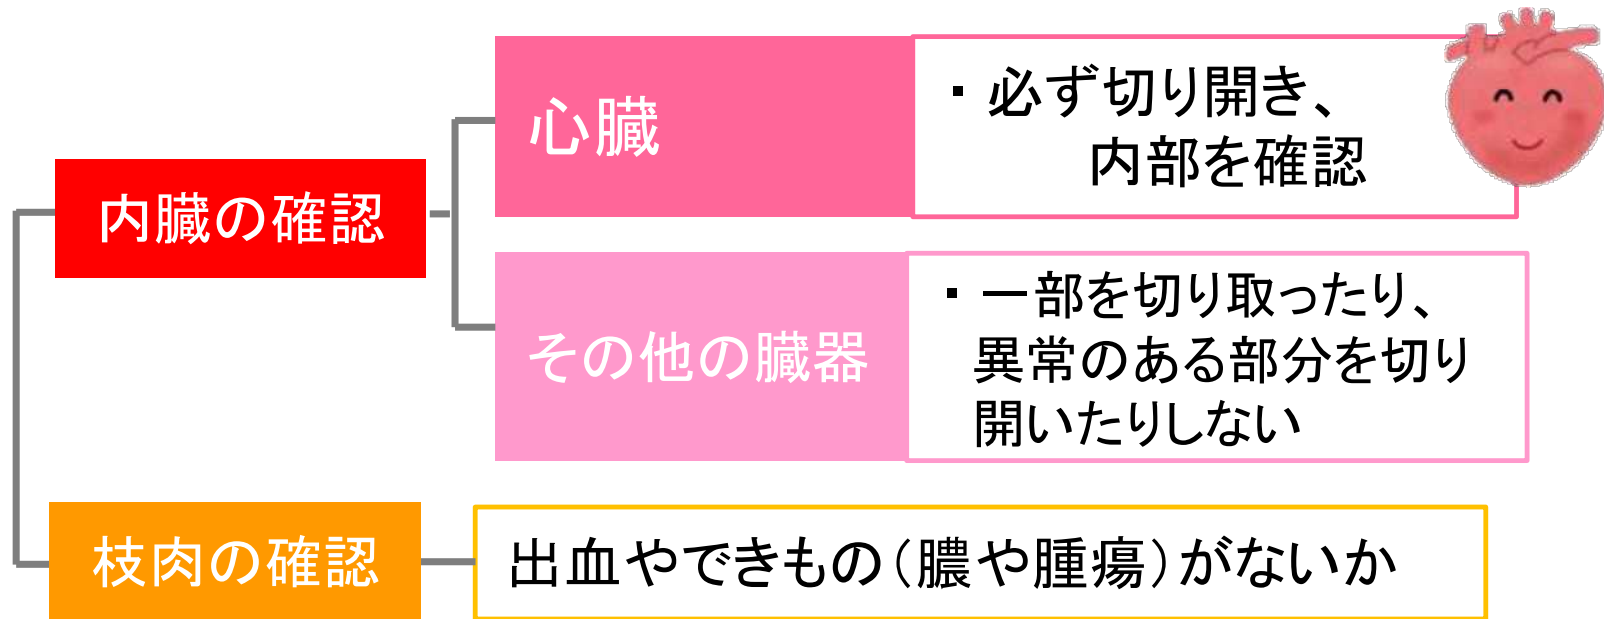 心臓
・必ず切り開き、
内部を確認
内臓の確認
その他の臓器
・一部を切り取ったり、
異常のある部分を切り
開いたりしない
枝肉の確認
出血やできもの（膿や腫瘍）がないか